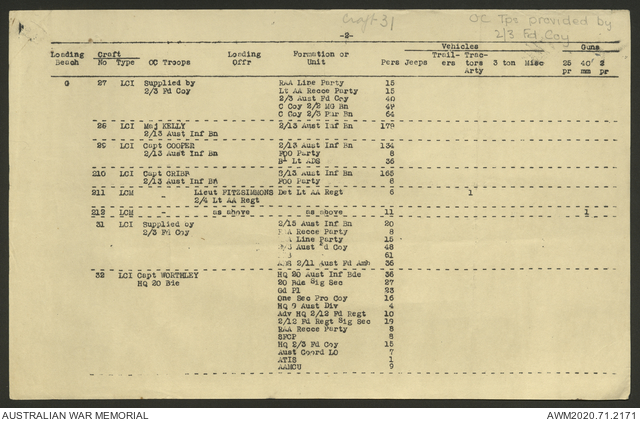 Craft 31
OC Tps provided by
2/3 Fd Coy
-2-
Vehicles Guns
Loading Craft Loading Formation or Trail- Trac- 25 40 2
Beach No Type OC Troops Offr Unit Pers Jeeps ers tors 3 ton Misc pr mm pr
Arty
G 27 LCI Supplied by RAA Line Party 15
2/3 Fd Coy Lt AA Recce Party 15
2/3 Aust Fd Coy 40
C Coy 2/2 MG Bn
C Coy 2/3 Bn 64
28 LCI Maj KELLY 2/13 Aust Inf Bn 179
2/13 Aust Inf Bn
29 LCI Capt COOPER 2/13 Aust Inf Bn 134
2/13 Aust Inf Bn FOO Party 8
Lt ADS 36
210 LCI Capt CRIBB 2/13 Aust Inf Bn 165
2/13 Aust Inf Bn FOO Party 8
211 LCM - Lieut FITZSIMMONS Det Lt AA Regt 6 1
2/4 Lt AA Regt
212 LCM - as above as above 11 1
31 LCI Supplied by 2/15 Aust Inf Bn 20
2/3 Fd Coy Recce Party 8
Line Party 15
Aust Fd Coy 48
61
ADS 2/11 Aust Fd Amb 36
32 LCI Capt WORTHLEY HQ 20 Aust Inf Bde 36
HQ 20 Bde 20 Bde Sig Sec 27
Gd Pl 23
One Sec Pro Coy 16
HQ 9 Aust Div 4
Adv HQ 2/12 Fd Regt 10
2/12 Fd Regt Sig Sec 19
RAA Recce Party 8
SFCP 8
HQ 2/3 Fd Coy 15
Aust Coord LO 7
ATIS 1
AAMCU 9
AUSTRALIAN WAR MEMORIAL AWM2020.71.2171